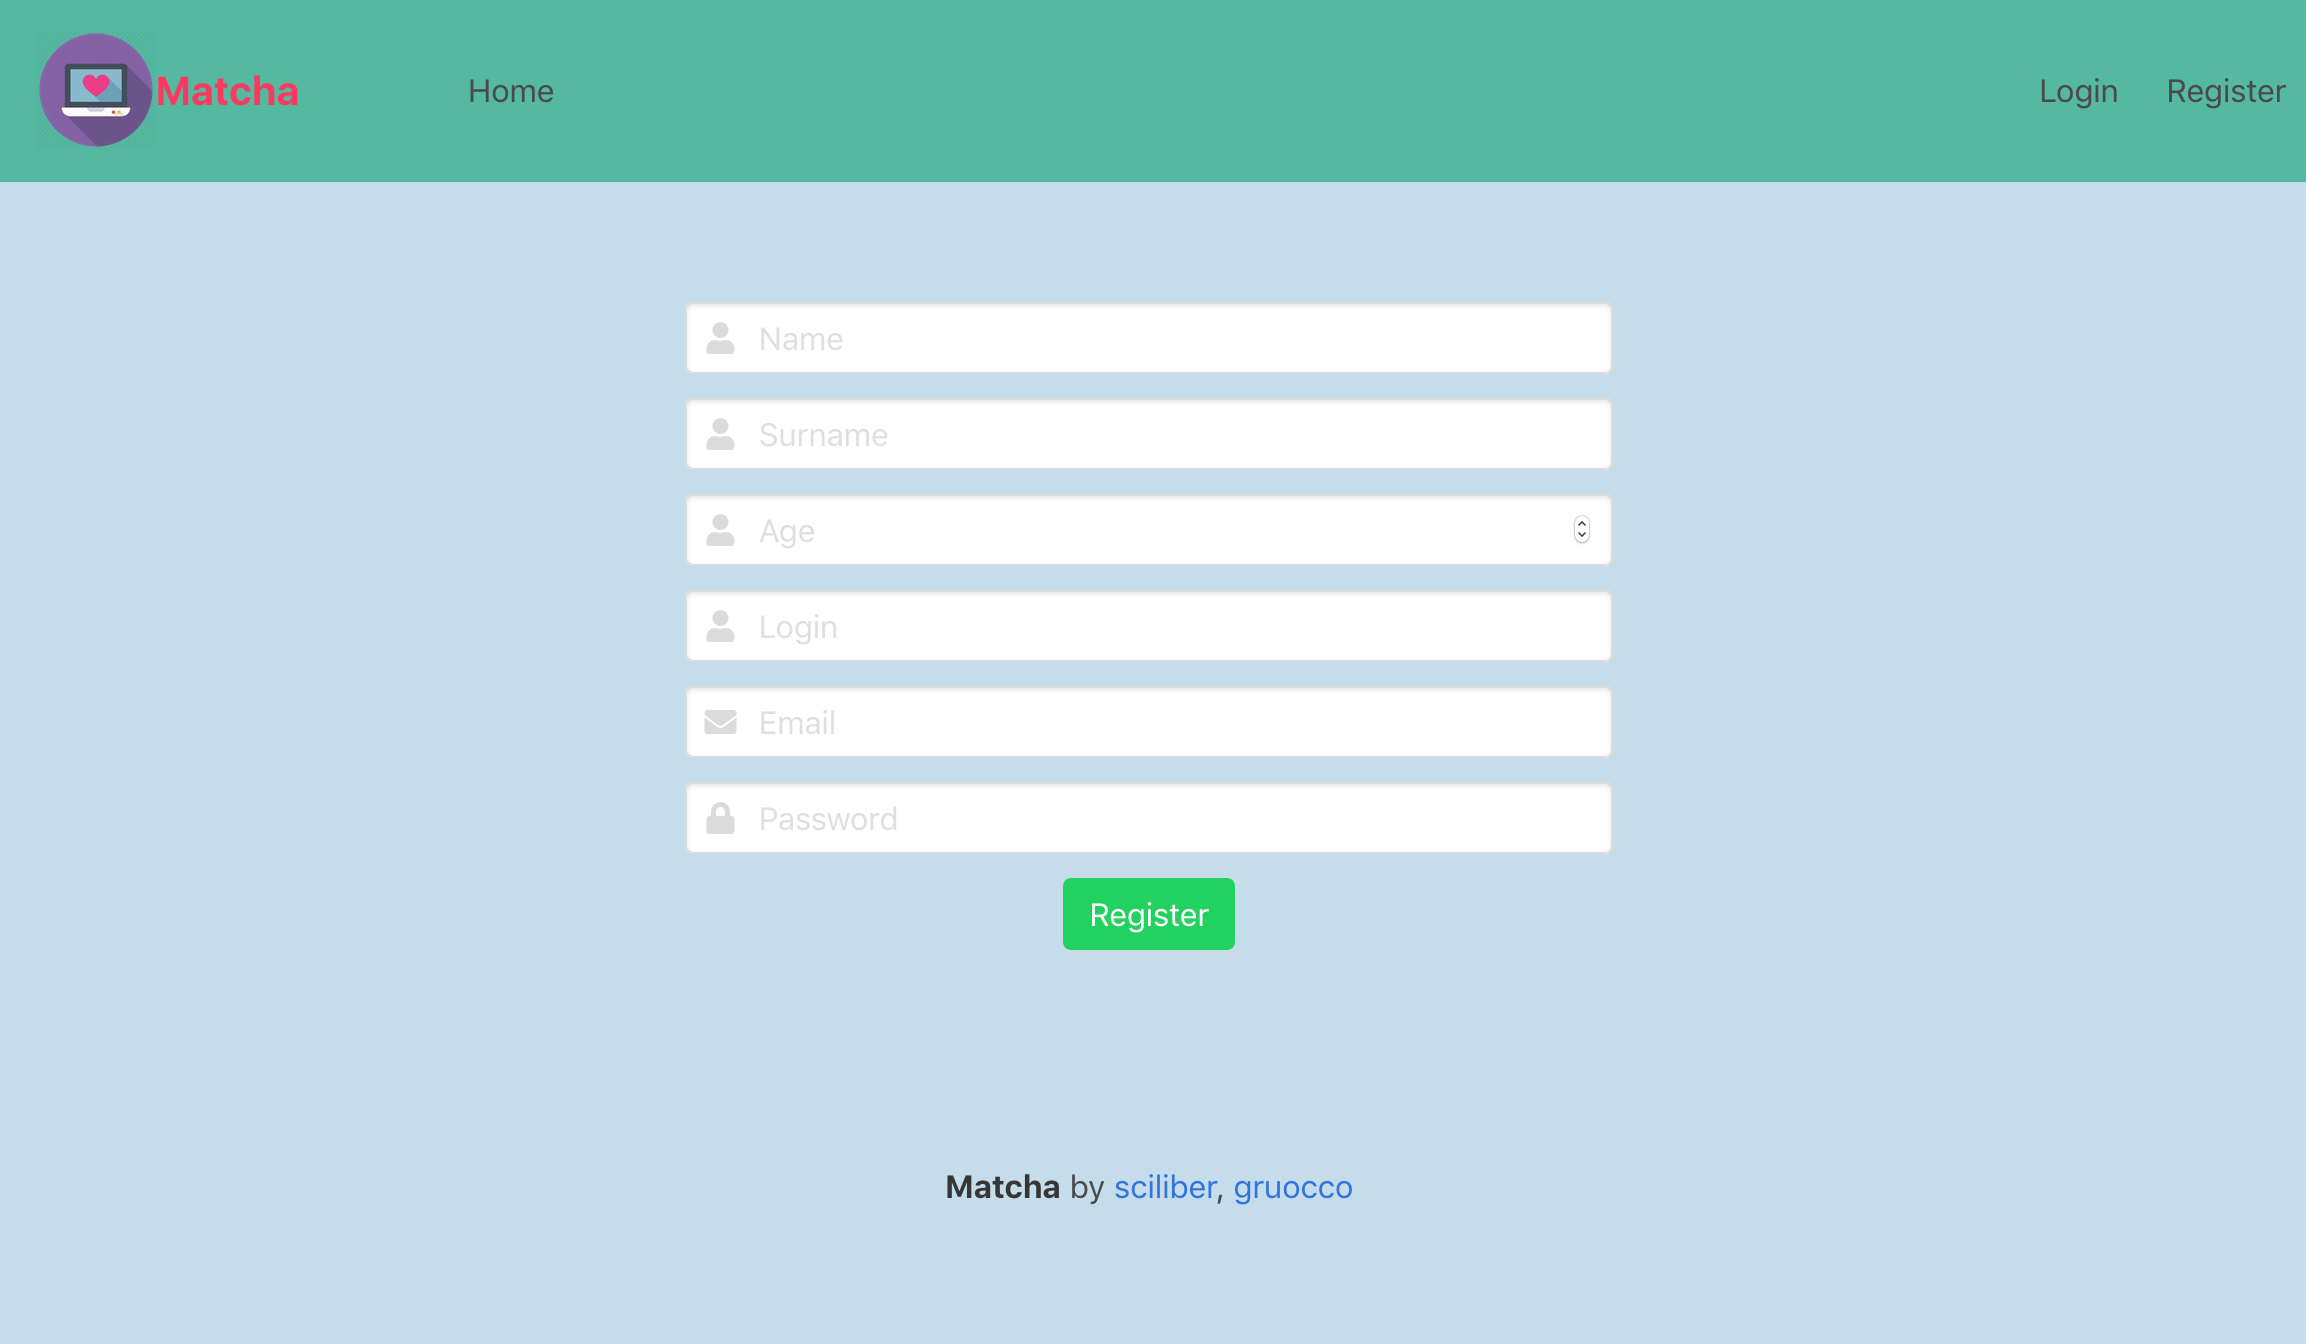 Matcha Home Login Register
Name
Surname
Age
Login
Email
Password
Register
Matcha by sciliber, gruocco